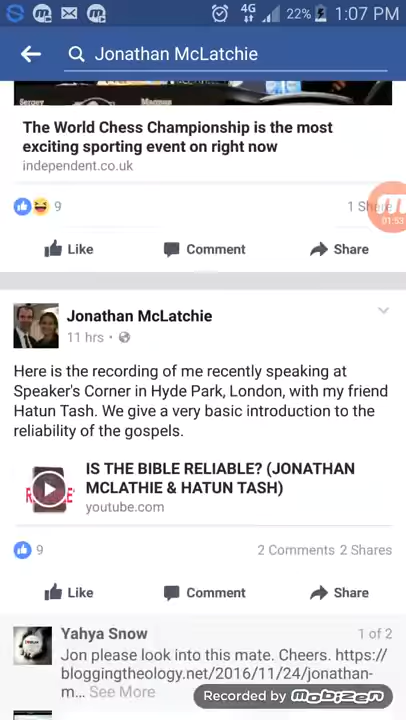 22% 1:07 PM
4G
Jonathan McLatchie
Sergey Magnus
The World Chess Championship is the most
exciting sporting event on right now
independent.co.uk
9
1 Share
01:53
Like Comment Share
Jonathan McLatchie
11 hrs
Here is the recording of me recently speaking at
Speaker's Corner in Hyde Park, London, with my friend
Hatun Tash. We give a very basic introduction to the
reliability of the gospels.
IS THE BIBLE RELIABLE? (JONATHAN
MCLATHIE & HATUN TASH)
youtube.com
9
2 Comments 2 Shares
Like Comment Share
Yahya Snow
1 of 2
Jon please look into this mate. Cheers. https://
bloggingtheology.net/2016/11/24/jonathan-
m... See More
Recorded by mobizen